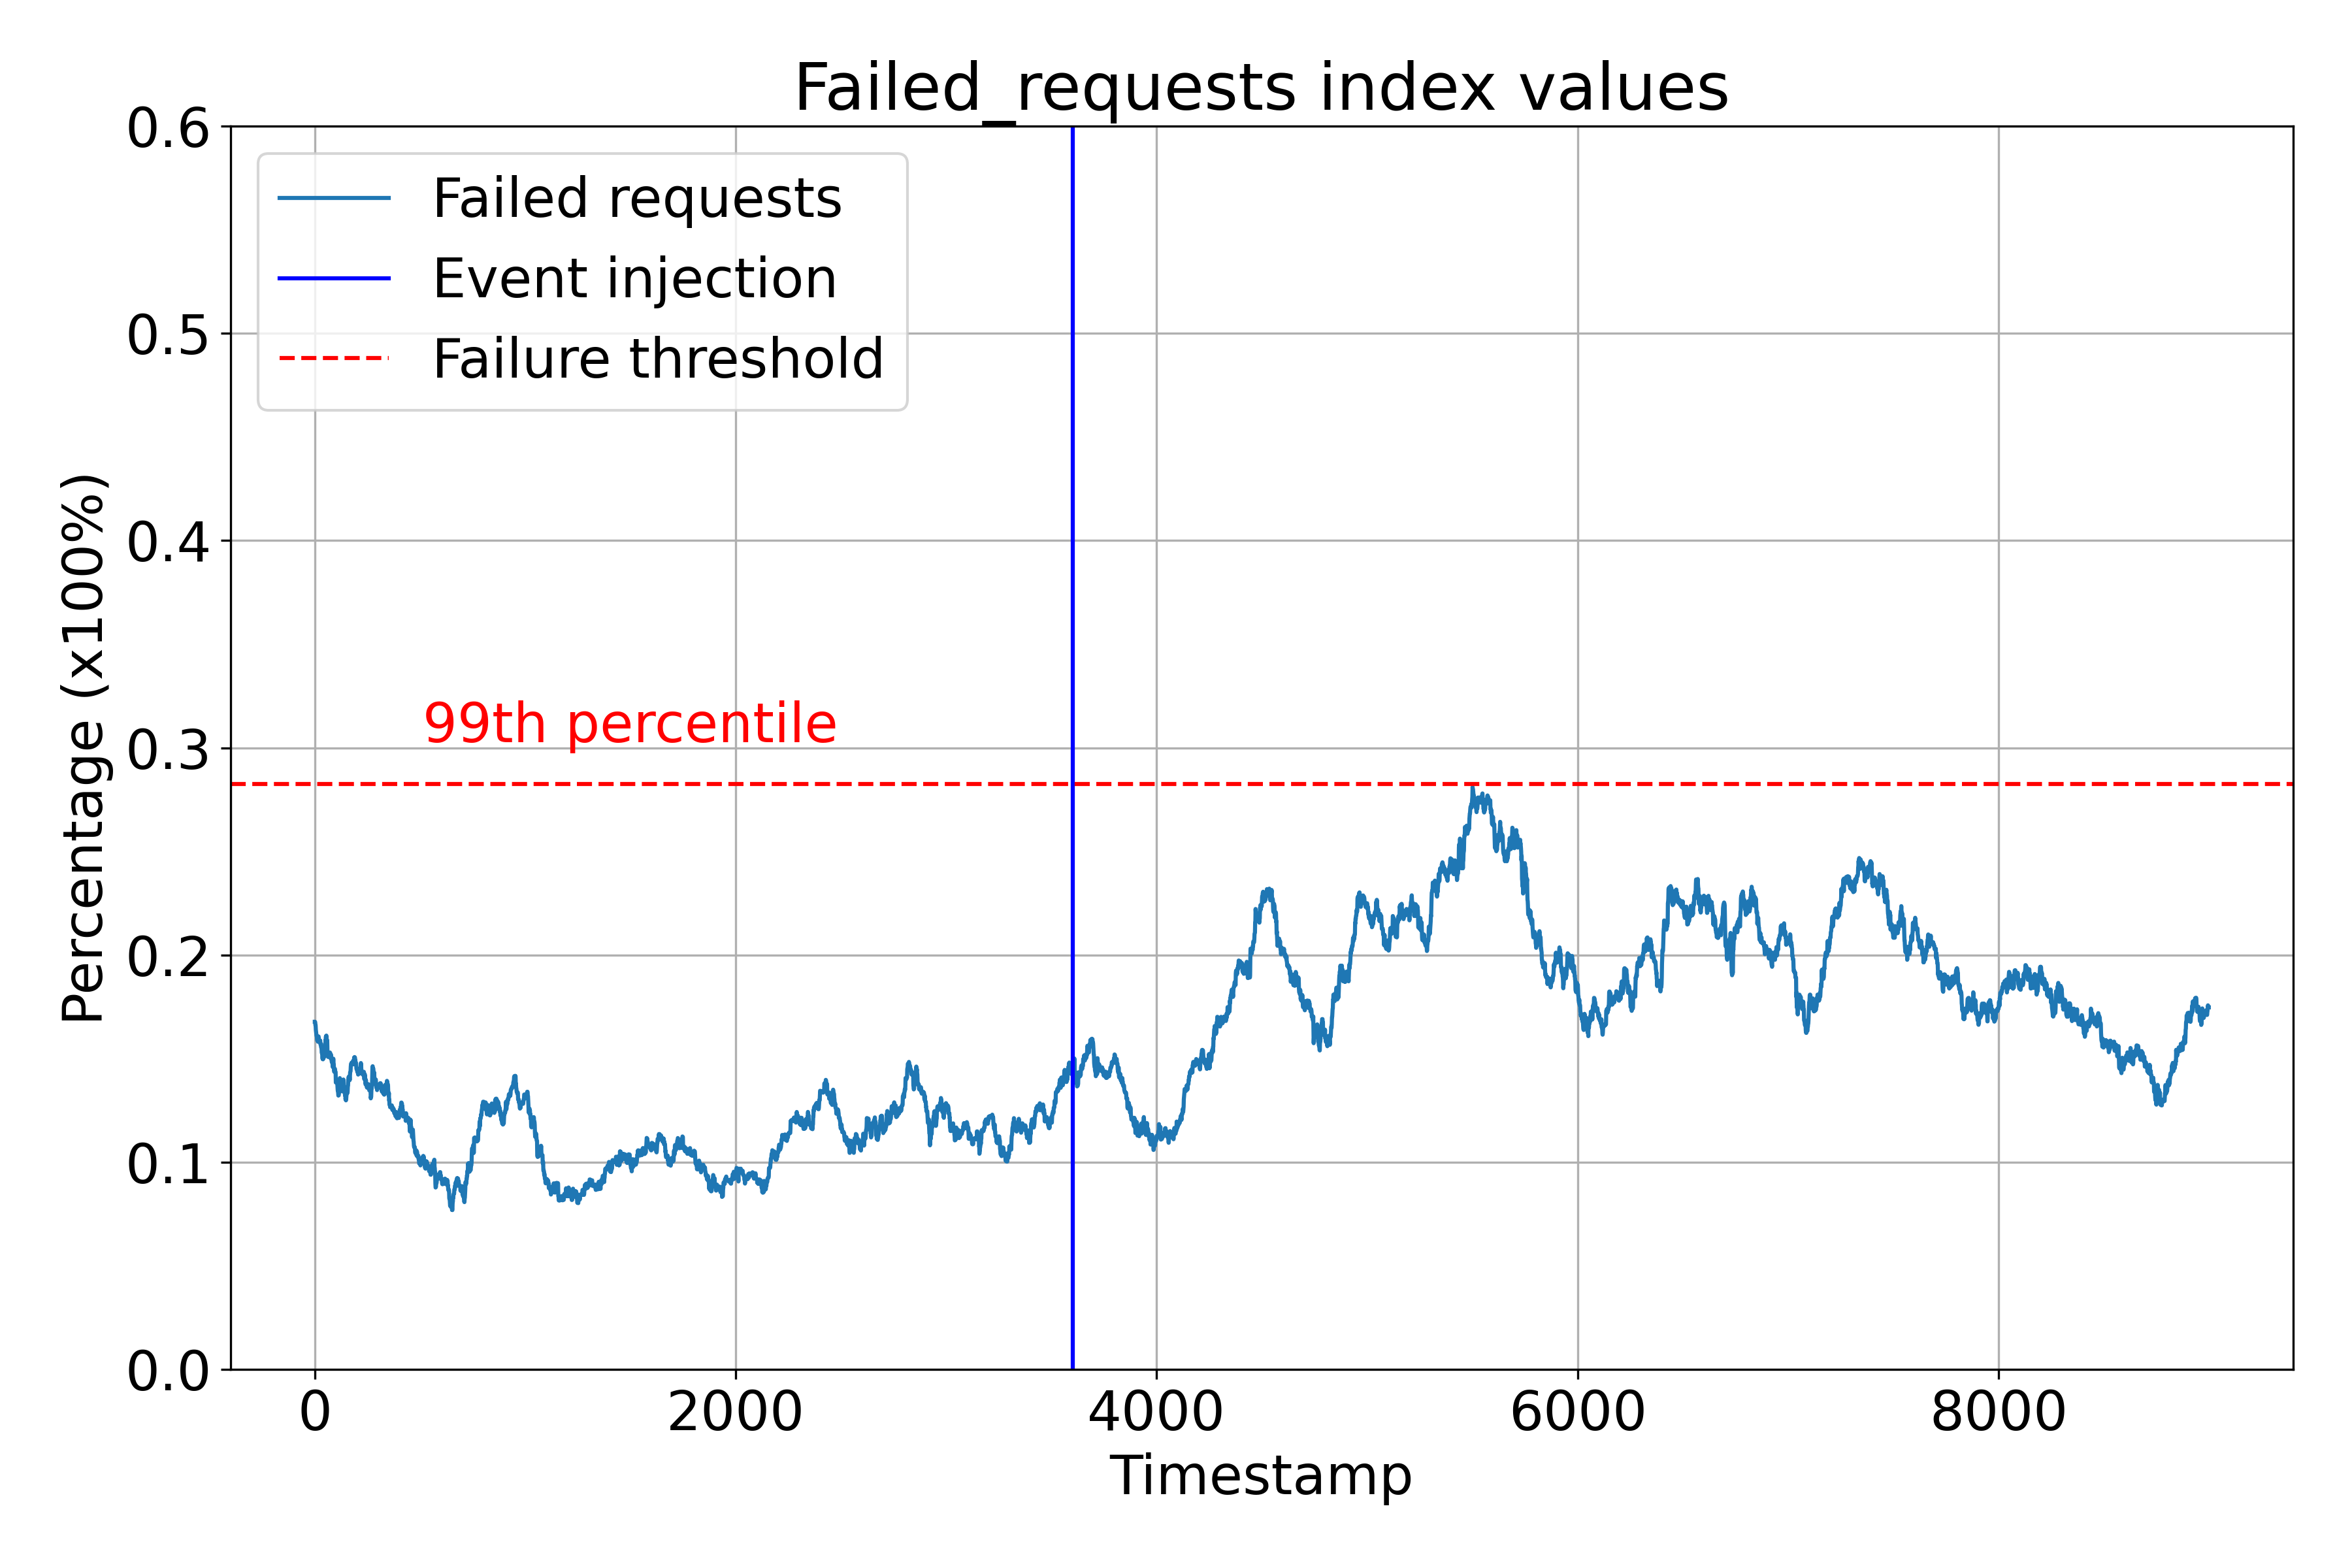 Failed_requests index values
0.6
0.5
0.4
0.3
0.2
0.1
0.0
Percentage (x100%)
Failed requests
Event injection
Failure threshold
99th percentile
0 2000 4000 6000 8000
Timestamp